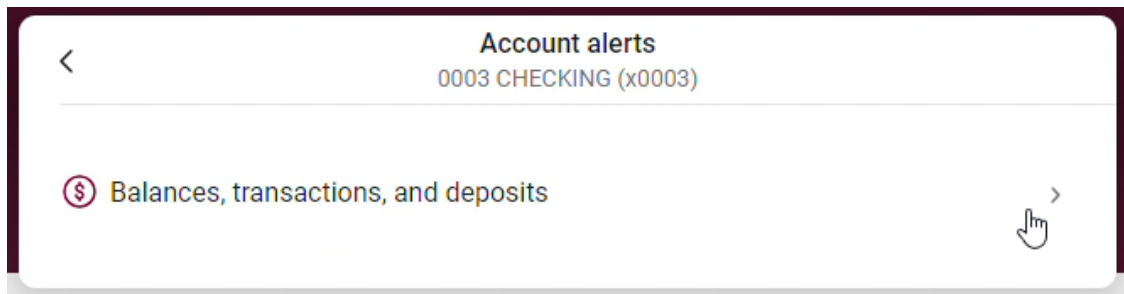 Account alerts
0003 CHECKING (x0003)
Balances, transactions, and deposits